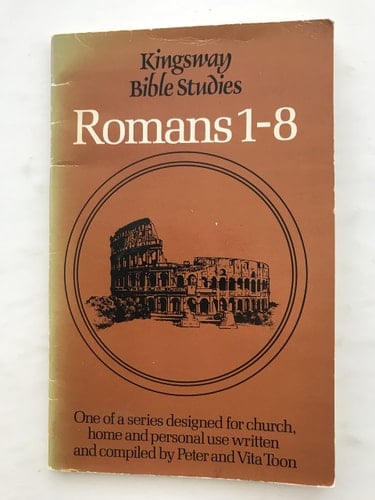 Kingsway
Bible Studies
Romans 1-8
One of a series designed for church,
home and personal use written
and compiled by Peter and Vita Toon